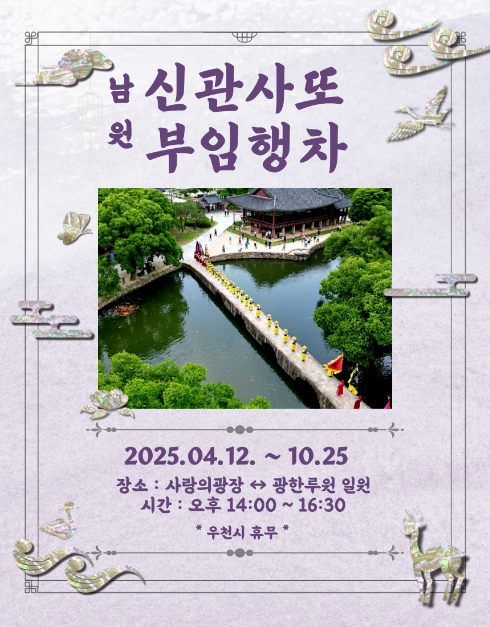 남원
신관사또
부임행차
2025.04.12. ~ 10.25
장소 : 사랑의광장 ↔ 광한루원 일원
시간 : 오후 14:00 ~ 16:30
* 우천시 휴무 *